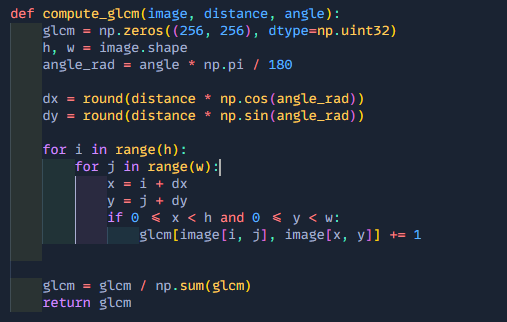 def compute_glcm(image, distance, angle):
    glcm = np.zeros((256, 256), dtype=np.uint32)
    h, w = image.shape
    angle_rad = angle * np.pi / 180

    dx = round(distance * np.cos(angle_rad))
    dy = round(distance * np.sin(angle_rad))

    for i in range(h):
        for j in range(w):
            x = i + dx
            y = j + dy
            if 0 <= x < h and 0 <= y < w:
                glcm[image[i, j], image[x, y]] += 1


    glcm = glcm / np.sum(glcm)
    return glcm